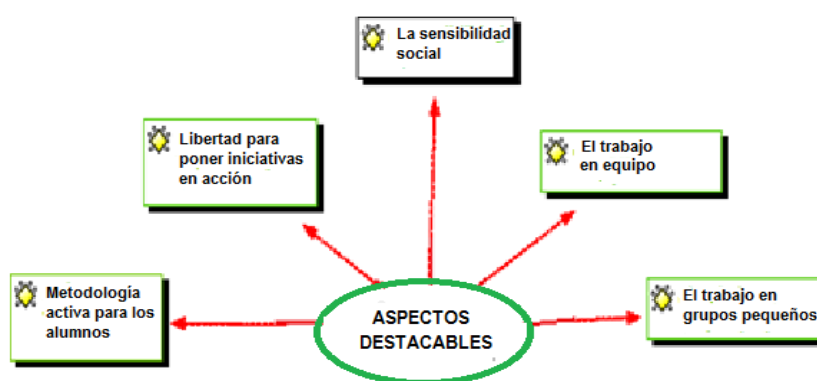 La sensibilidad
social
Libertad para
poner iniciativas
en acción
El trabajo
en equipo
Metodología
activa para los
alumnos
ASPECTOS
DESTACABLES
El trabajo en
grupos pequeños